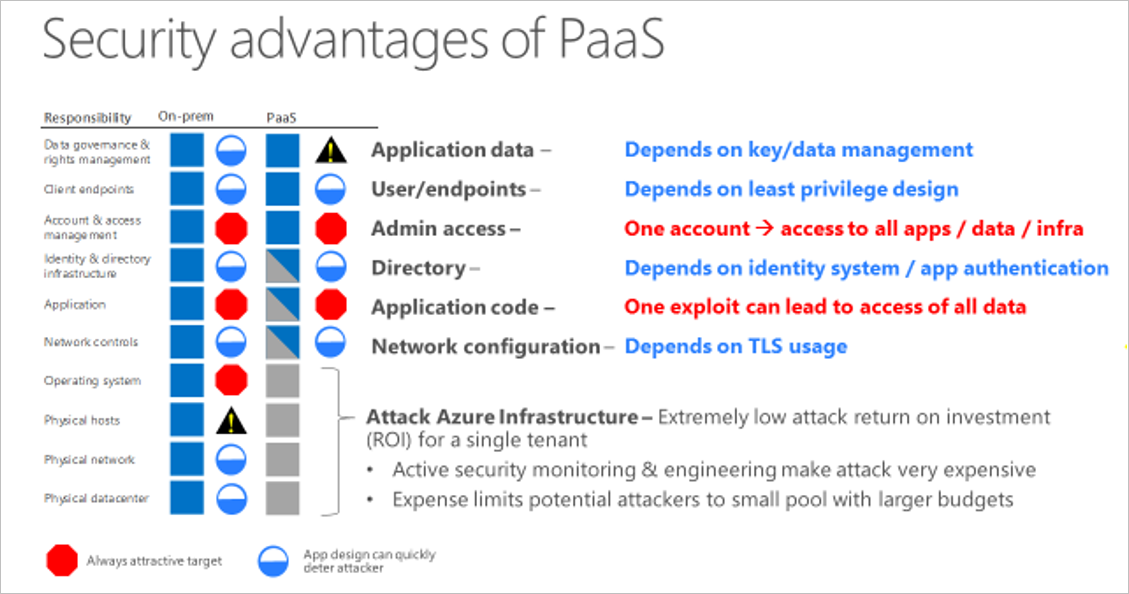 Security advantages of PaaS
Responsibility On-prem PaaS
Data governance &
rights management
Application data – Depends on key/data management
Client endpoints
User/endpoints – Depends on least privilege design
Account & access
management
Admin access – One account → access to all apps / data / infra
Identity & directory
infrastructure
Directory – Depends on identity system / app authentication
Application
Application code – One exploit can lead to access of all data
Network controls
Network configuration – Depends on TLS usage
Operating system
Physical hosts
Physical network
Physical datacenter
Attack Azure Infrastructure – Extremely low attack return on investment
(ROI) for a single tenant
• Active security monitoring & engineering make attack very expensive
• Expense limits potential attackers to small pool with larger budgets
Always attractive target
App design can quickly
deter attacker